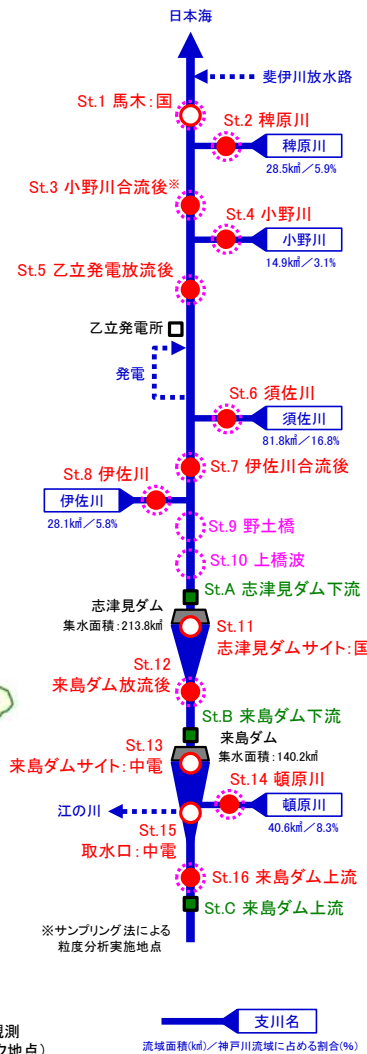 日本海
斐伊川放水路
St.1 馬木：国
St.2 稗原川
稗原川
28.5k㎡／5.9%
St.3 小野川合流後※
St.4 小野川
小野川
14.9k㎡／3.1%
St.5 乙立発電放流後
乙立発電所
発電
St.6 須佐川
須佐川
81.8k㎡／16.8%
St.7 伊佐川合流後
St.8 伊佐川
伊佐川
28.1k㎡／5.8%
St.9 野土橋
St.10 上橋波
St.A 志津見ダム下流
志津見ダム
集水面積：213.8k㎡
St.11
志津見ダムサイト：国
St.12
来島ダム放流後
St.B 来島ダム下流
来島ダム
集水面積：140.2k㎡
St.13
来島ダムサイト：中電
St.14 頓原川
頓原川
40.6k㎡／8.3%
江の川
St.15
取水口：中電
St.16 来島ダム上流
St.C 来島ダム上流
※サンプリング法による
粒度分析実施地点
支川名
流域面積(k㎡)／神戸川流域に占める割合(%)